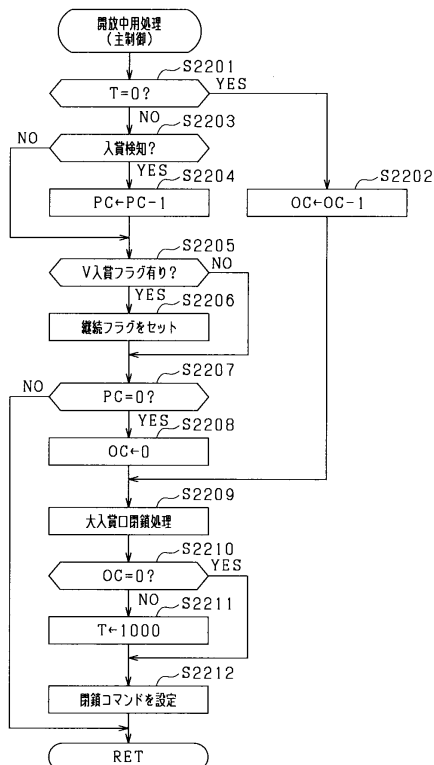 開放中用処理
(主制御)
S2201
T=0?
YES
NO
S2203
NO
入賞検知?
YES
S2204
PC←PC-1
S2202
OC←OC-1
S2205
V入賞フラグ有り?
NO
YES
S2206
継続フラグをセット
S2207
NO
PC=0?
YES
S2208
OC←0
S2209
大入賞口閉鎖処理
S2210
OC=0?
YES
NO
S2211
T←1000
S2212
閉鎖コマンドを設定
RET